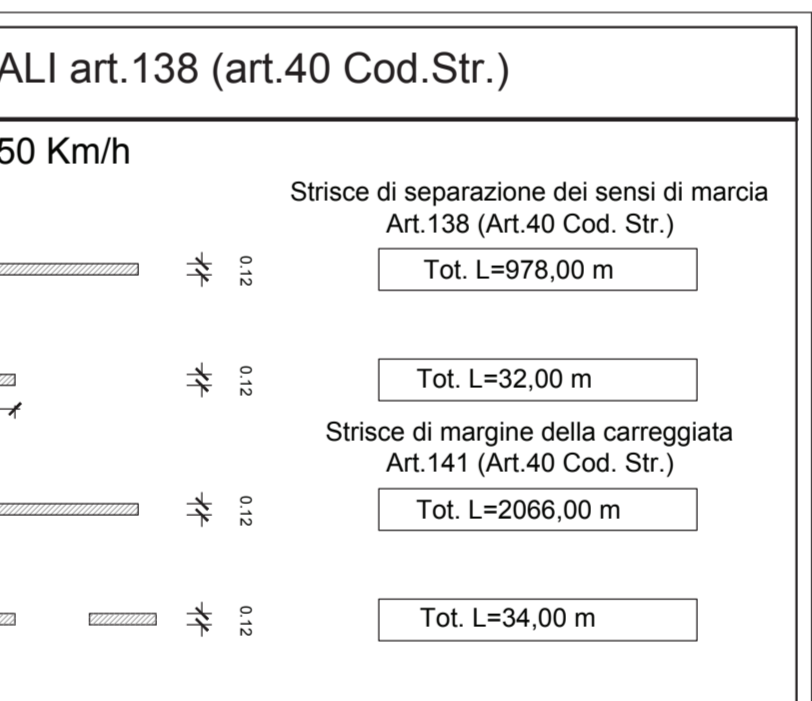 ALI art.138 (art.40 Cod.Str.)
50 Km/h
Strisce di separazione dei sensi di marcia
Art.138 (Art.40 Cod. Str.)
0.12
Tot. L=978,00 m
0.12
Tot. L=32,00 m
Strisce di margine della carreggiata
Art.141 (Art.40 Cod. Str.)
0.12
Tot. L=2066,00 m
0.12
Tot. L=34,00 m